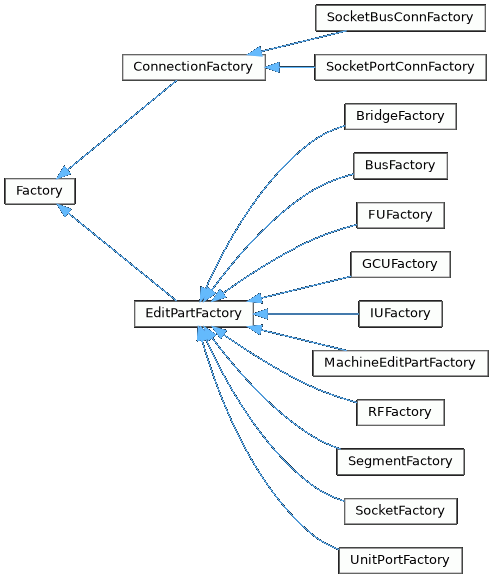 SocketBusConnFactory
ConnectionFactory
SocketPortConnFactory
BridgeFactory
BusFactory
Factory
FUFactory
GCUFactory
EditPartFactory
IUFactory
MachineEditPartFactory
RFFactory
SegmentFactory
SocketFactory
UnitPortFactory